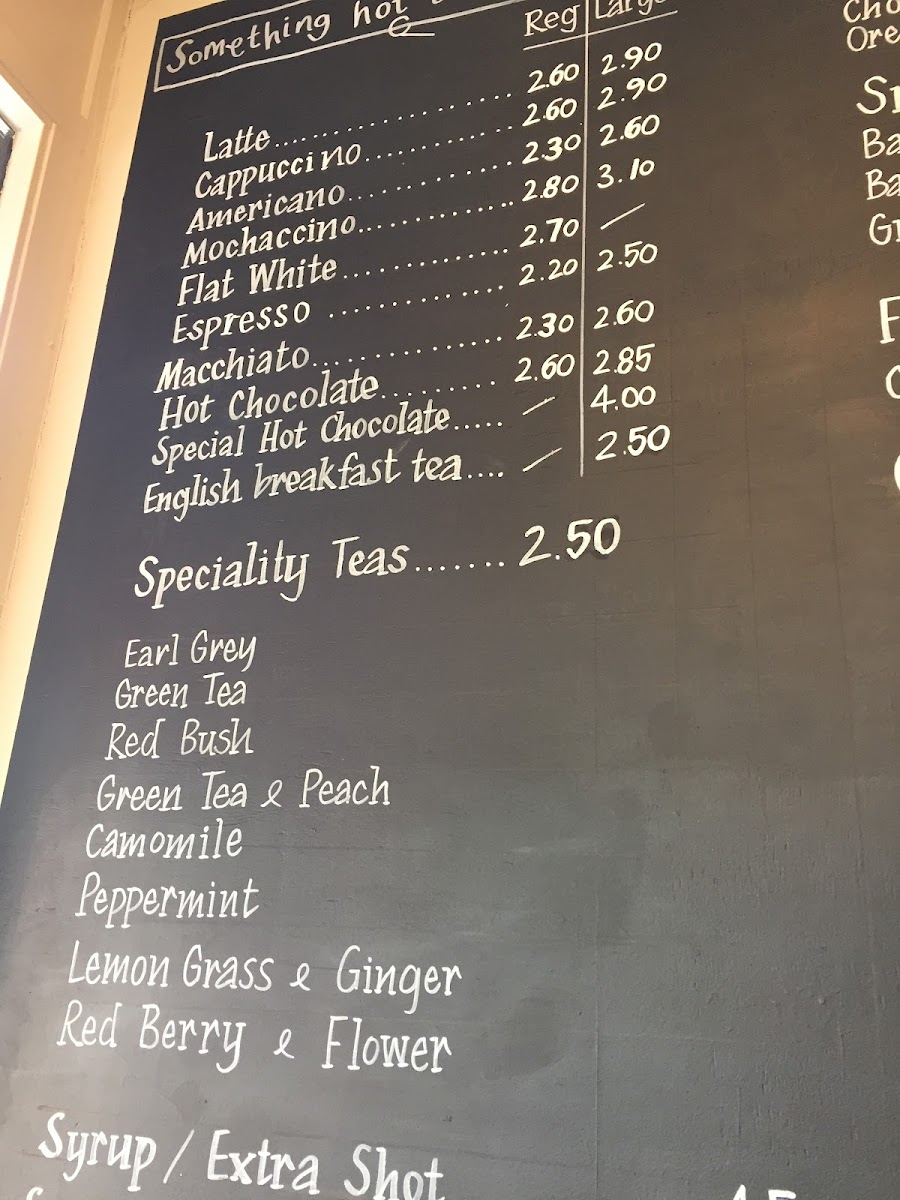 Something hot
Reg Large
Latte.................... 2.60 2.90
Cappuccino............. 2.60 2.90
Americano.............. 2.30 2.60
Mochaccino............. 2.80 3.10
Flat White.............. 2.70 /
Espresso .............. 2.20 2.50
Macchiato............... 2.30 2.60
Hot Chocolate.......... 2.60 2.85
Special Hot Chocolate..... / 4.00
English breakfast tea.... / 2.50
Speciality Teas....... 2.50
Earl Grey
Green Tea
Red Bush
Green Tea & Peach
Camomile
Peppermint
Lemon Grass & Ginger
Red Berry & Flower
Syrup / Extra Shot